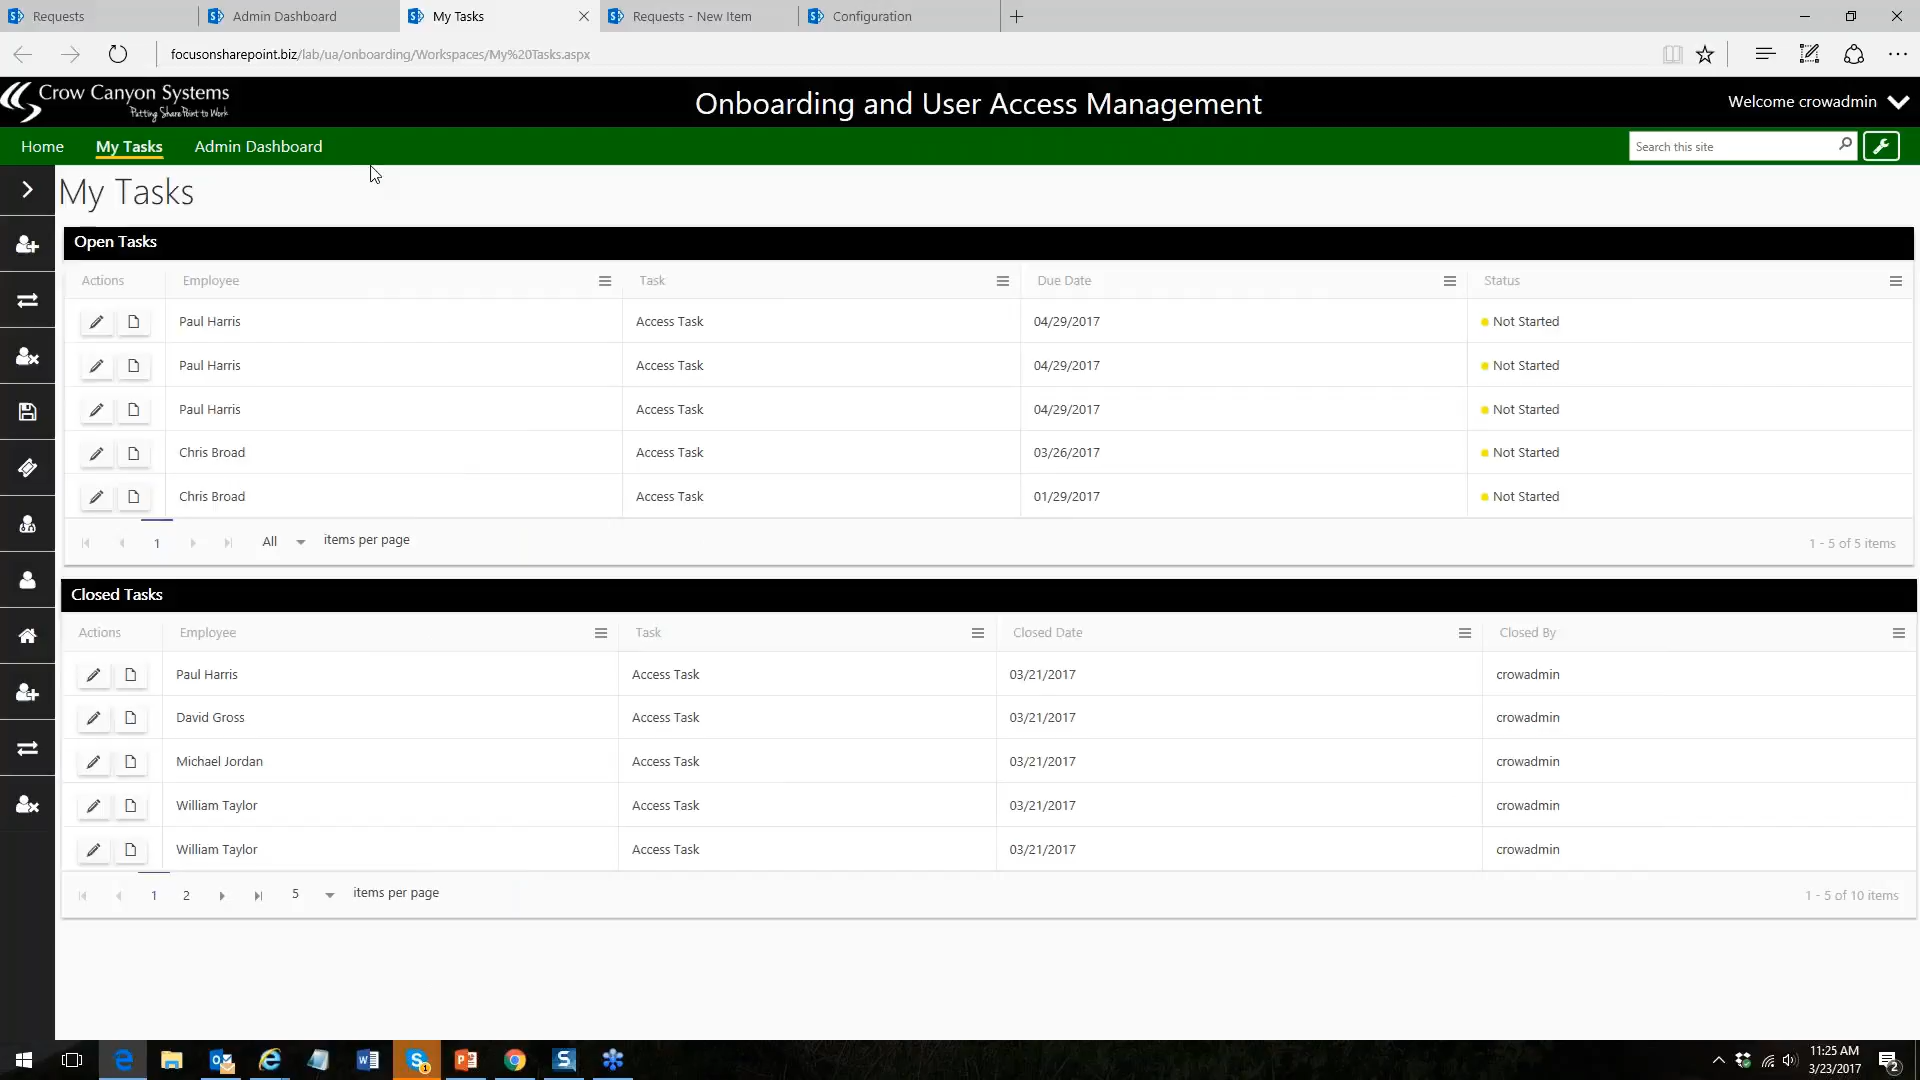 Requests
Admin Dashboard
My Tasks
Requests - New Item
Configuration
focusonsharepoint.biz/lab/ua/onboarding/Workspaces/My%20Tasks.aspx
Crow Canyon Systems
Putting SharePoint to Work
Onboarding and User Access Management
Welcome crowadmin
Home My Tasks Admin Dashboard
Search this site
My Tasks
Open Tasks
Actions Employee Task Due Date Status
Paul Harris Access Task 04/29/2017 Not Started
Paul Harris Access Task 04/29/2017 Not Started
Paul Harris Access Task 04/29/2017 Not Started
Chris Broad Access Task 03/26/2017 Not Started
Chris Broad Access Task 01/29/2017 Not Started
1 All items per page 1 - 5 of 5 items
Closed Tasks
Actions Employee Task Closed Date Closed By
Paul Harris Access Task 03/21/2017 crowadmin
David Gross Access Task 03/21/2017 crowadmin
Michael Jordan Access Task 03/21/2017 crowadmin
William Taylor Access Task 03/21/2017 crowadmin
William Taylor Access Task 03/21/2017 crowadmin
1 2 5 items per page 1 - 5 of 10 items
11:25 AM
3/23/2017